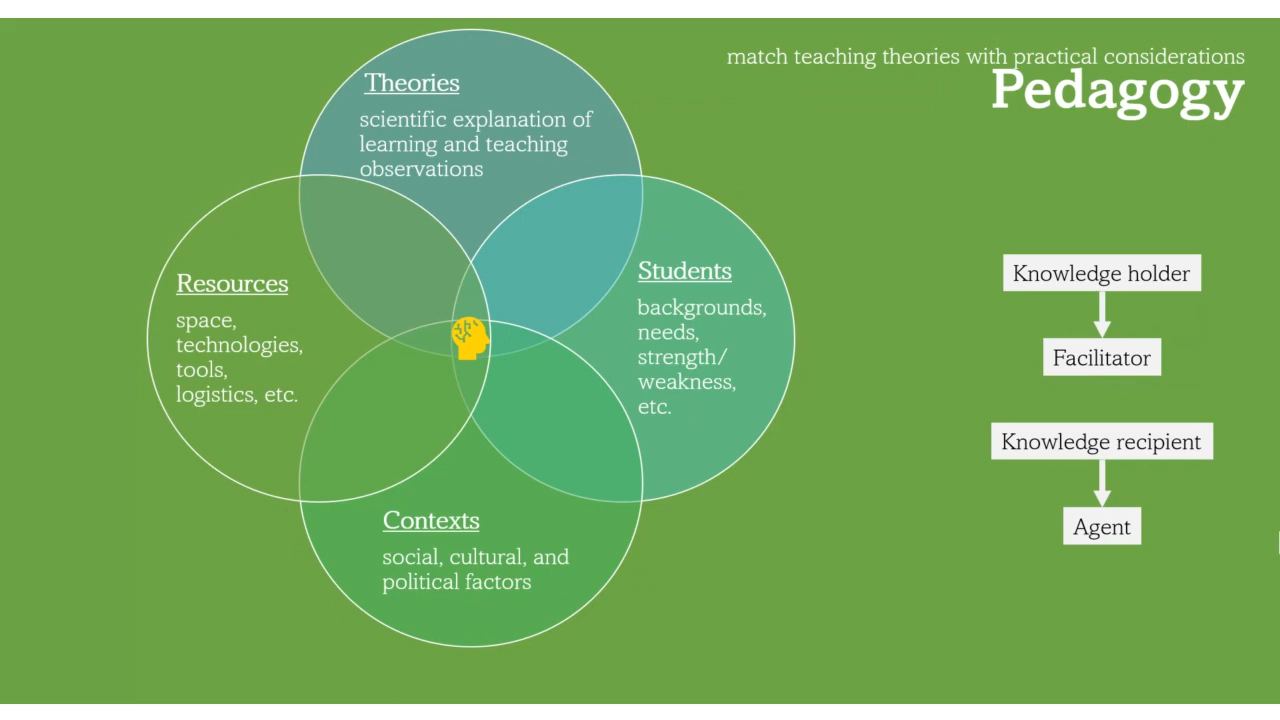 match teaching theories with practical considerations
Pedagogy
Theories
scientific explanation of
learning and teaching
observations
Resources
space,
technologies,
tools,
logistics, etc.
Students
backgrounds,
needs,
strength/
weakness,
etc.
Contexts
social, cultural, and
political factors
Knowledge holder
Facilitator
Knowledge recipient
Agent